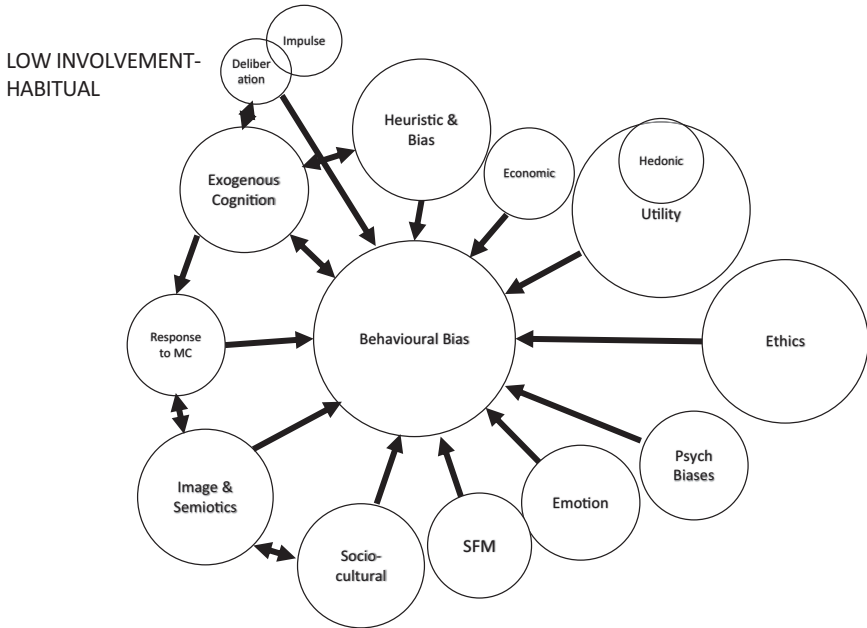 LOW INVOLVEMENT-
HABITUAL
Impulse
Deliber
ation
Heuristic &
Bias
Exogenous
Cognition
Economic
Hedonic
Utility
Response
to MC
Behavioural Bias
Ethics
Psych
Biases
Image &
Semiotics
Emotion
SFM
Socio-
cultural